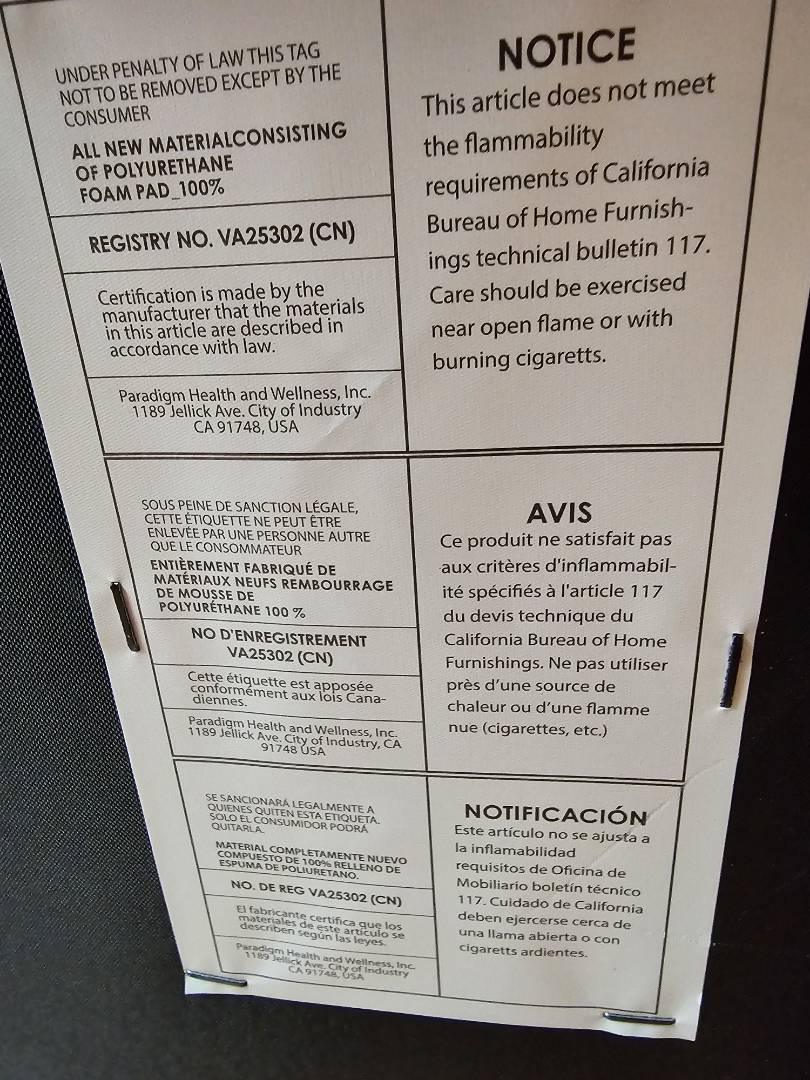 UNDER PENALTY OF LAW THIS TAG
NOT TO BE REMOVED EXCEPT BY THE
CONSUMER
ALL NEW MATERIALCONSISTING
OF POLYURETHANE
FOAM PAD_100%
REGISTRY NO. VA25302 (CN)
Certification is made by the
manufacturer that the materials
in this article are described in
accordance with law.
Paradigm Health and Wellness, Inc.
1189 Jellick Ave. City of Industry
CA 91748, USA
NOTICE
This article does not meet
the flammability
requirements of California
Bureau of Home Furnish-
ings technical bulletin 117.
Care should be exercised
near open flame or with
burning cigaretts.
SOUS PEINE DE SANCTION LÉGALE,
CETTE ÉTIQUETTE NE PEUT ÊTRE
ENLEVÉE PAR UNE PERSONNE AUTRE
QUE LE CONSOMMATEUR
ENTIÈREMENT FABRIQUÉ DE
MATÉRIAUX NEUFS REMBOURRAGE
DE MOUSSE DE
POLYURÉTHANE 100 %
NO D'ENREGISTREMENT
VA25302 (CN)
Cette étiquette est apposée
conformément aux lois Cana-
diennes.
Paradigm Health and Wellness, Inc.
1189 Jellick Ave. City of Industry, CA
91748 USA
AVIS
Ce produit ne satisfait pas
aux critères d'inflammabil-
ité spécifiés à l'article 117
du devis technique du
California Bureau of Home
Furnishings. Ne pas utiliser
près d'une source de
chaleur ou d'une flamme
nue (cigarettes, etc.)
SE SANCIONARÁ LEGALMENTE A
QUIENES QUITEN ESTA ETIQUETA.
SOLO EL CONSUMIDOR PODRÁ
QUITARLA.
MATERIAL COMPLETAMENTE NUEVO
COMPUESTO DE 100% RELLENO DE
ESPUMA DE POLIURETANO.
NO. DE REG VA25302 (CN)
El fabricante certifica que los
materiales de este articulo se
describen según las leyes.
Paradigm Health and Wellness, Inc.
1189 Jellick Ave. City of Industry
CA 91748, USA
NOTIFICACIÓN
Este artículo no se ajusta a
la inflamabilidad
requisitos de Oficina de
Mobiliario boletín técnico
117. Cuidado de California
deben ejercerse cerca de
una llama abierta o con
cigaretts ardientes.